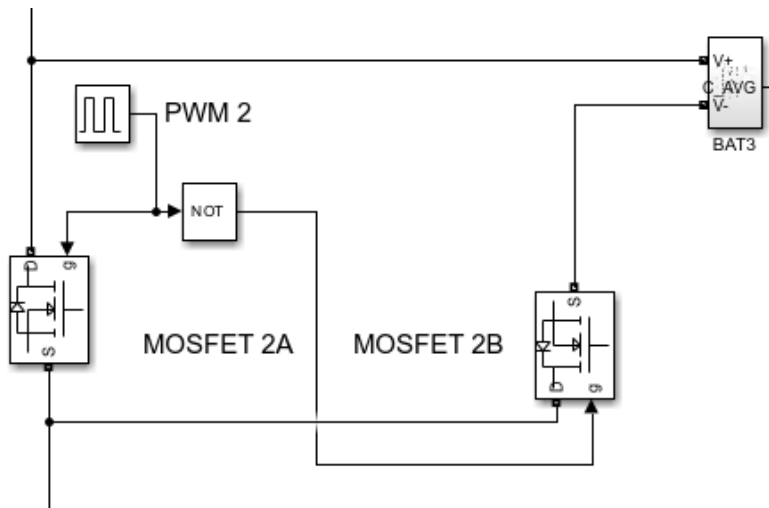 V+
C_AVG
V-
BAT3
PWM 2
NOT
D
g
S
MOSFET 2A
MOSFET 2B
S
D
g